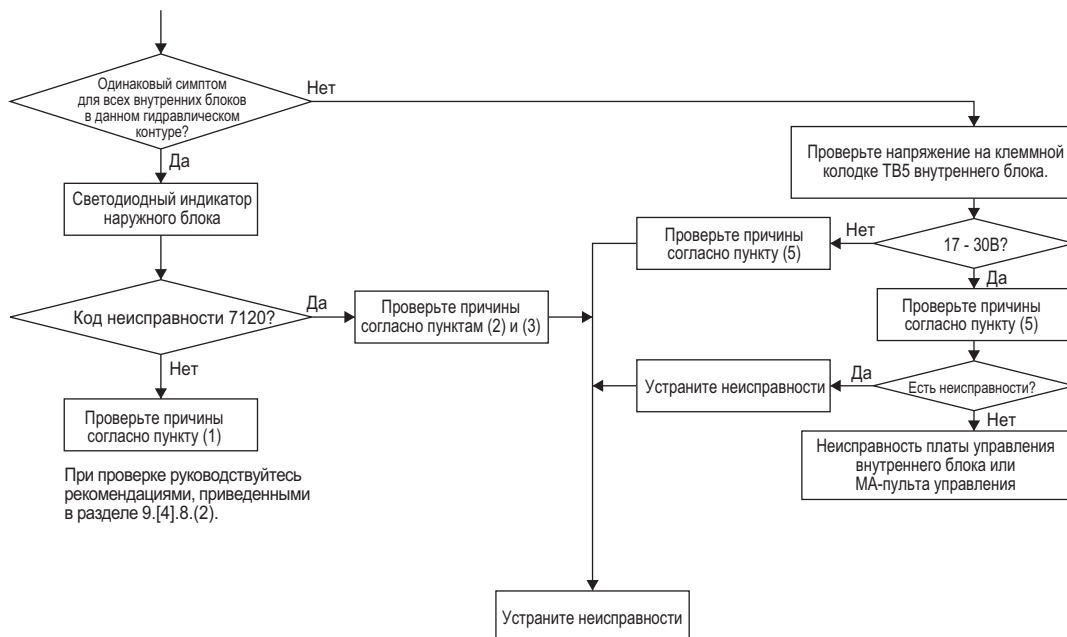 Одинаковый симптом
для всех внутренних блоков
в данном гидравлическом
контуре?
Нет
Да
Светодиодный индикатор
наружного блока
Код неисправности 7120?
Да
Нет
Проверьте причины
согласно пункту (1)
При проверке руководствуйтесь
рекомендациями, приведенными
в разделе 9.[4].8.(2).
Проверьте причины
согласно пунктам (2) и (3)
Проверьте напряжение на клеммной
колодке TB5 внутреннего блока.
17 - 30В?
Нет
Проверьте причины
согласно пункту (5)
Да
Проверьте причины
согласно пункту (5)
Есть неисправности?
Да
Устраните неисправности
Нет
Неисправность платы управления
внутреннего блока или
МА-пульта управления
Устраните неисправности